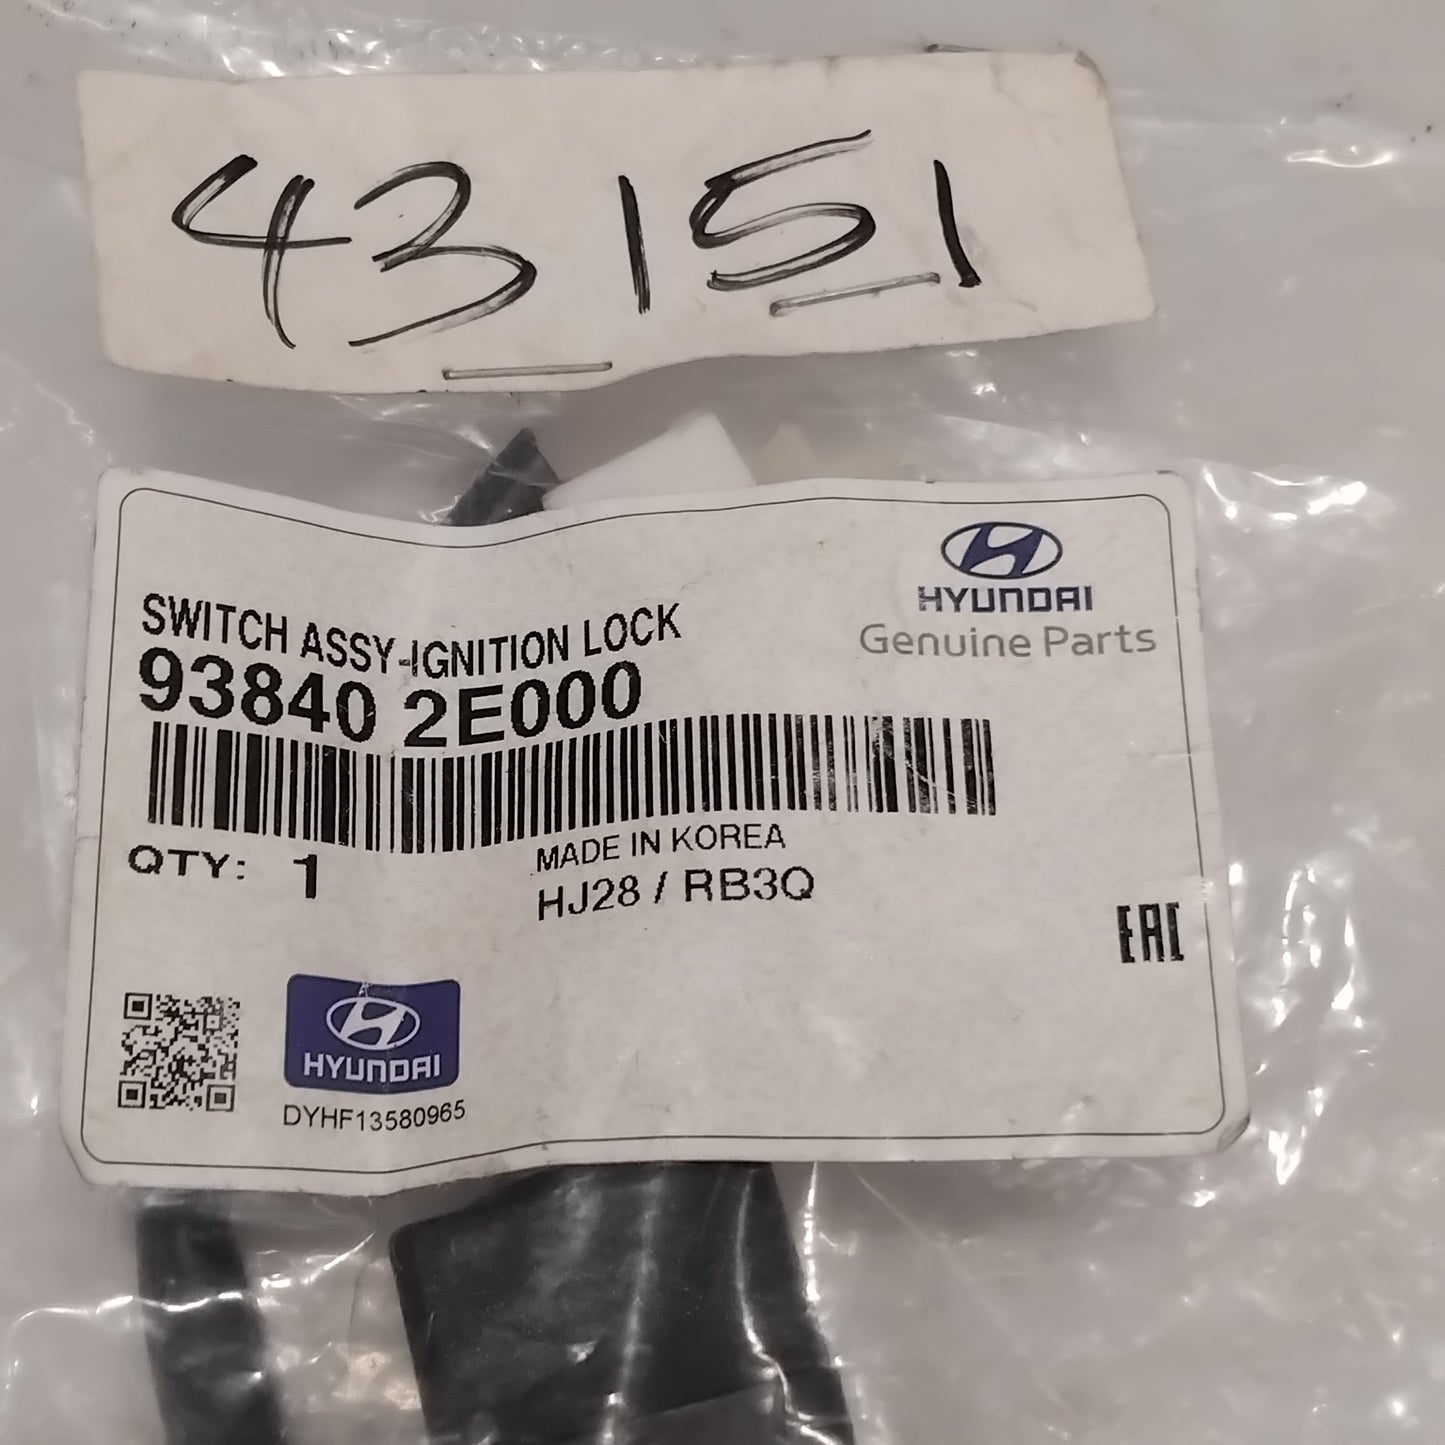 43151
HYUNDAI
Genuine Parts
SWITCH ASSY-IGNITION LOCK
93840 2E000
QTY: 1
MADE IN KOREA
HJ28 / RB3Q
EAC
HYUNDAI
DYHF13580965